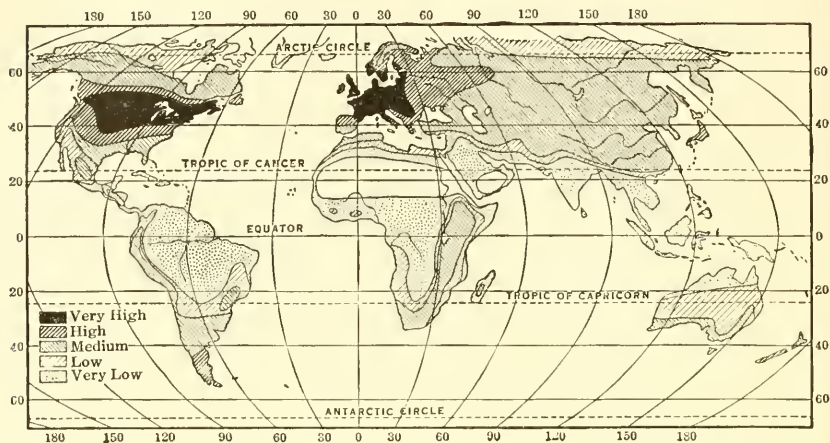 180 150 120 90 60 30 0 30 60 90 120 150 180
ARCTIC CIRCLE
60 60
40 40
TROPIC OF CANCER
20 20
EQUATOR
0 0
20 20
TROPIC OF CAPRICORN
Very High
High
Medium
40 40
Low
Very Low
60 60
ANTARCTIC CIRCLE
180 150 120 90 60 30 0 30 60 90 120 150 180